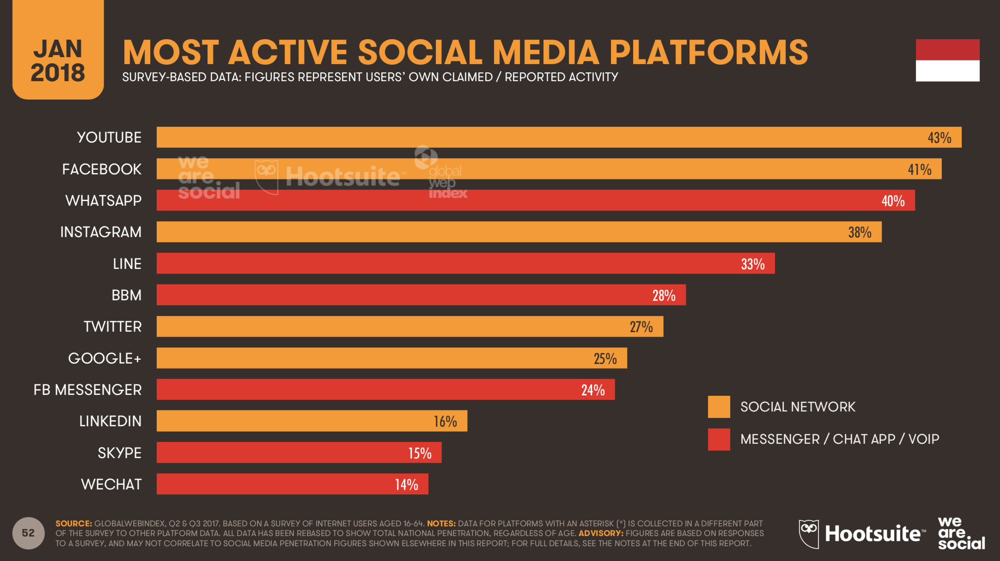 JAN
2018
MOST ACTIVE SOCIAL MEDIA PLATFORMS
SURVEY-BASED DATA: FIGURES REPRESENT USERS’ OWN CLAIMED / REPORTED ACTIVITY
YOUTUBE 43%
FACEBOOK 41%
WHATSAPP 40%
INSTAGRAM 38%
LINE 33%
BBM 28%
TWITTER 27%
GOOGLE+ 25%
FB MESSENGER 24%
LINKEDIN 16%
SKYPE 15%
WECHAT 14%
we
are.
social
Hootsuite™
global
web
index
SOCIAL NETWORK
MESSENGER / CHAT APP / VOIP
52
SOURCE: GLOBALWEBINDEX, Q2 & Q3 2017. BASED ON A SURVEY OF INTERNET USERS AGED 16-64. NOTES: DATA FOR PLATFORMS WITH AN ASTERISK (*) IS COLLECTED IN A DIFFERENT PART
OF THE SURVEY TO OTHER PLATFORM DATA. ALL DATA HAS BEEN REBASED TO SHOW TOTAL NATIONAL PENETRATION, REGARDLESS OF AGE. ADVISORY: FIGURES ARE BASED ON RESPONSES
TO A SURVEY, AND MAY NOT CORRELATE TO SOCIAL MEDIA PENETRATION FIGURES SHOWN ELSEWHERE IN THIS REPORT; FOR FULL DETAILS, SEE THE NOTES AT THE END OF THIS REPORT.
Hootsuite™
we
are.
social